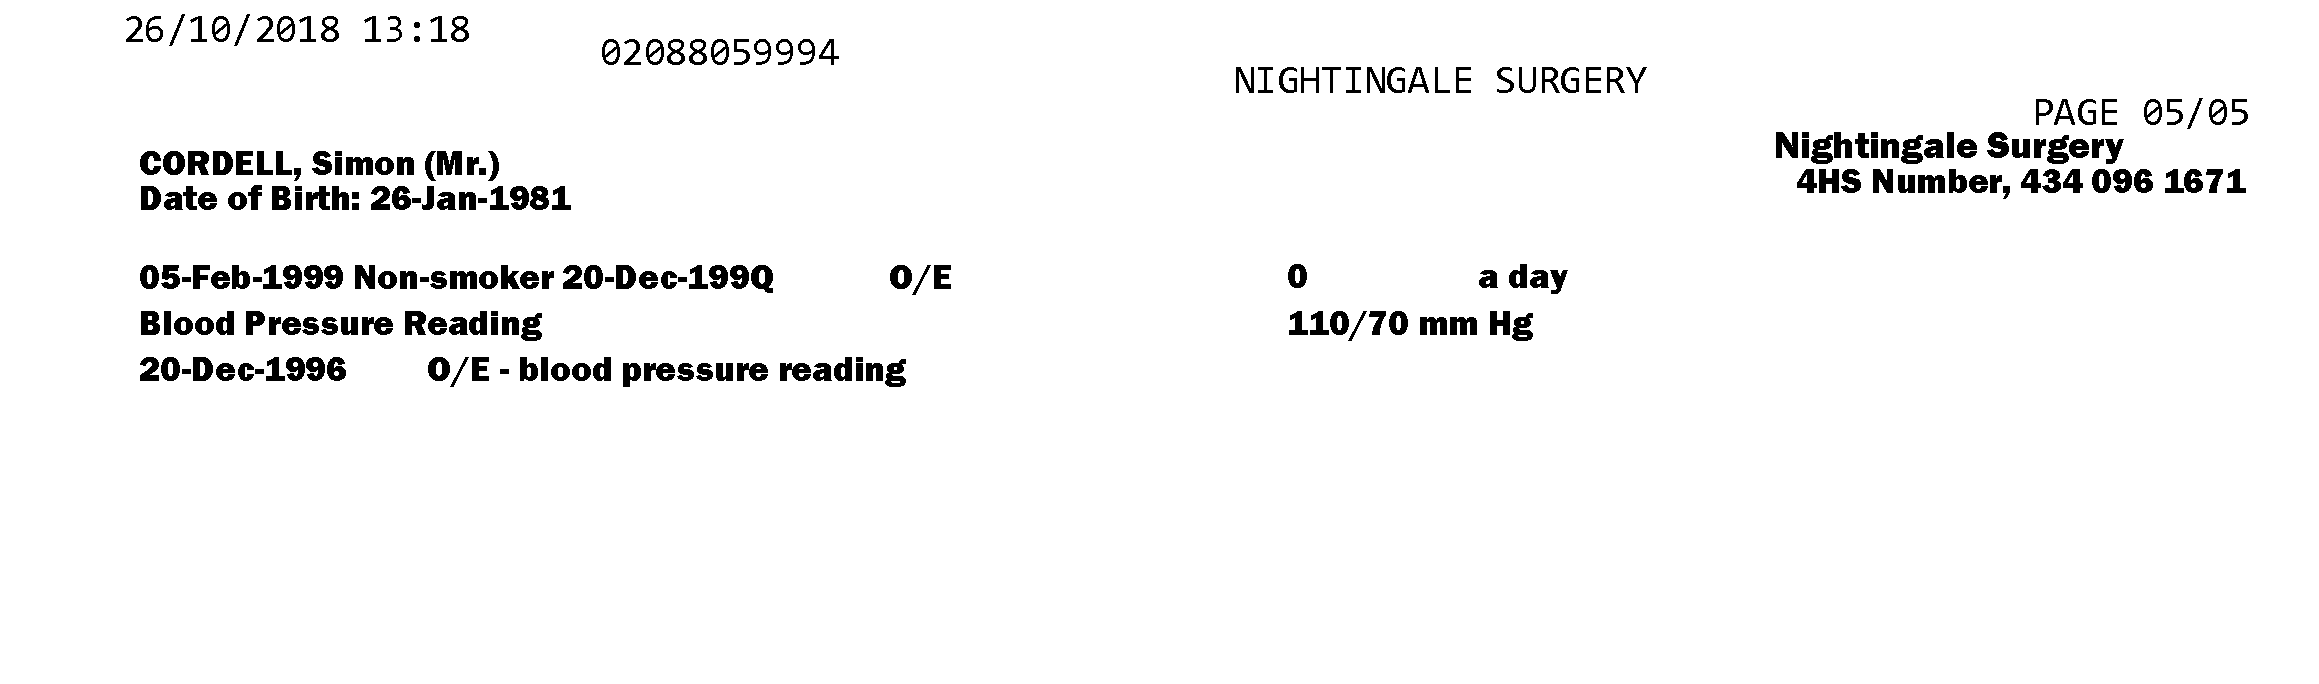 26/10/2018 13:18
02088059994
NIGHTINGALE SURGERY
PAGE 05/05
Nightingale Surgery
4HS Number, 434 096 1671
CORDELL, Simon (Mr.)
Date of Birth: 26-Jan-1981
05-Feb-1999 Non-smoker 20-Dec-199Q O/E 0 a day
Blood Pressure Reading 110/70 mm Hg
20-Dec-1996 O/E - blood pressure reading